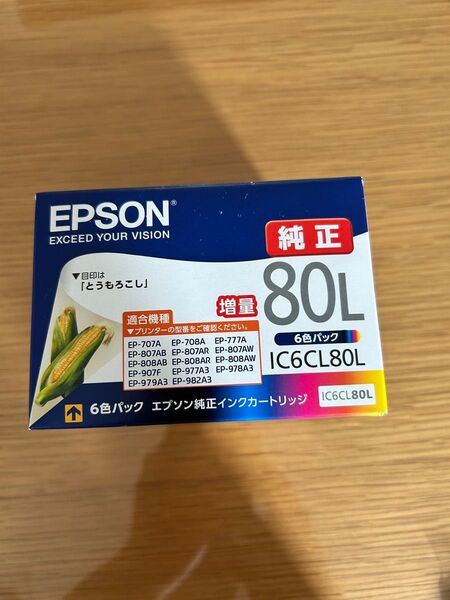 EPSON®
EXCEED YOUR VISION
純正
▼目印は
「とうもろこし」
適合機種
▼プリンターの型番をご確認ください。
EP-707A EP-708A EP-777A
EP-807AB EP-807AR EP-807AW
EP-808AB EP-808AR EP-808AW
EP-907F EP-977A3 EP-978A3
EP-979A3 EP-982A3
増量
80L
6色パック
IC6CL80L
6色パック エプソン純正インクカートリッジ
IC6CL80L